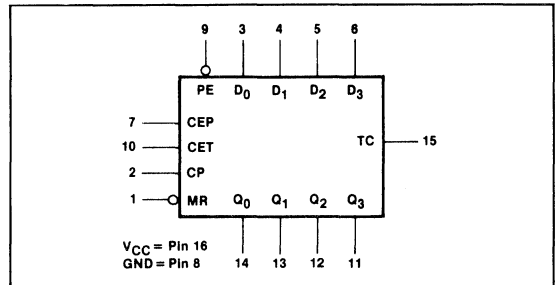 9 3 4 5 6
PE D0 D1 D2 D3
7 CEP
10 CET
TC 15
2 CP
1 MR Q0 Q1 Q2 Q3
VCC = Pin 16
GND = Pin 8
14 13 12 11